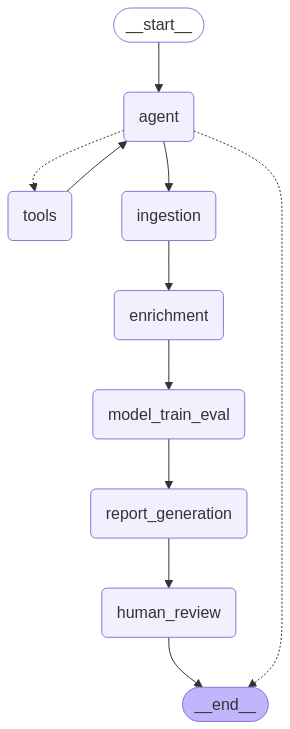 __start__
agent
tools
ingestion
enrichment
model_train_eval
report_generation
human_review
__end__